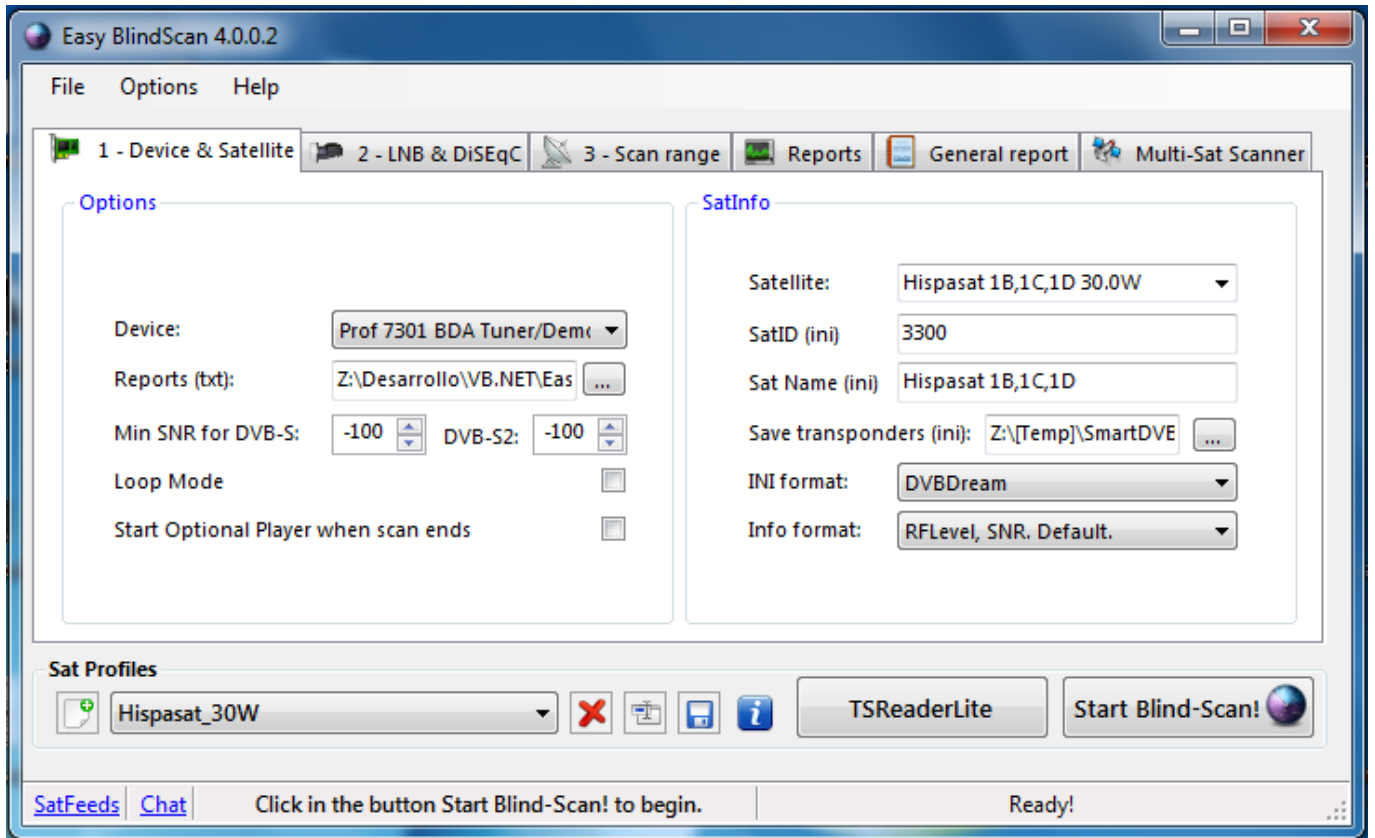 Easy BlindScan 4.0.0.2
File Options Help
1 - Device & Satellite 2 - LNB & DiSEqC 3 - Scan range Reports General report Multi-Sat Scanner
Options
Device: Prof 7301 BDA Tuner/Dem
Reports (txt): Z:\Desarrollo\VB.NET\Eas ...
Min SNR for DVB-S: -100 DVB-S2: -100
Loop Mode
Start Optional Player when scan ends
SatInfo
Satellite: Hispasat 1B,1C,1D 30.0W
SatID (ini) 3300
Sat Name (ini) Hispasat 1B,1C,1D
Save transponders (ini): Z:\[Temp]\SmartDVB ...
INI format: DVBDream
Info format: RFLevel, SNR. Default.
Sat Profiles
Hispasat_30W
TSReaderLite
Start Blind-Scan!
SatFeeds Chat Click in the button Start Blind-Scan! to begin. Ready!